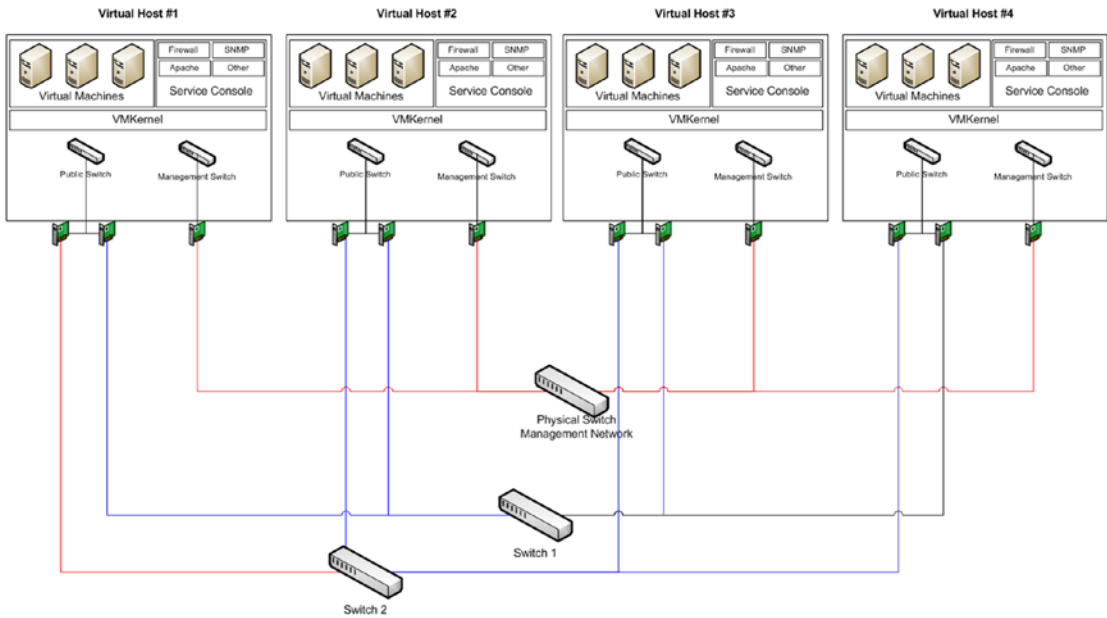 Virtual Host #1
Virtual Host #2
Virtual Host #3
Virtual Host #4
Firewall SNMP
Apache Other
Virtual Machines
Service Console
VMKernel
Public Switch
Management Switch
Firewall SNMP
Apache Other
Virtual Machines
Service Console
VMKernel
Public Switch
Management Switch
Firewall SNMP
Apache Other
Virtual Machines
Service Console
VMKernel
Public Switch
Management Switch
Firewall SNMP
Apache Other
Virtual Machines
Service Console
VMKernel
Public Switch
Management Switch
Physical Switch
Management Network
Switch 1
Switch 2